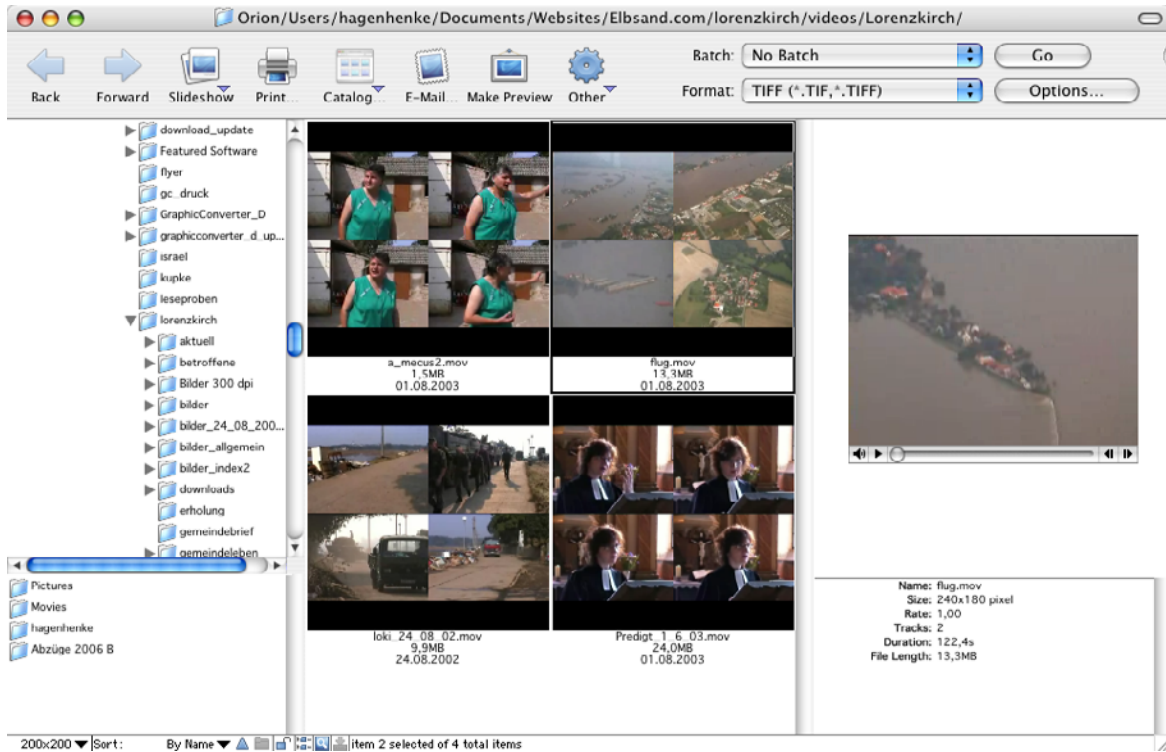 Orion/Users/hagenhenke/Documents/Websites/Elbsand.com/lorenzkirch/videos/Lorenzkirch/
Back
Forward
Slideshow
Print...
Catalog...
E-Mail...
Make Preview
Other
Batch: No Batch
Go
Format: TIFF (*.TIF,*.TIFF)
Options...
download_update
Featured Software
flyer
gc_druck
GraphicConverter_D
graphicconverter_d_up...
israel
kupke
leseproben
lorenzkirch
aktuell
betroffene
Bilder 300 dpi
bilder
bilder_24_08_200...
bilder_allgemein
bilder_index2
downloads
erholung
gemeindebrief
gemeindeleben
Pictures
Movies
hagenhenke
Abzüge 2006 B
a_mecus2.mov
1,5MB
01.08.2003
flug.mov
13,3MB
01.08.2003
loki_24_08_02.mov
9,9MB
24.08.2002
Predigt_1_6_03.mov
24,0MB
01.08.2003
Name: flug.mov
Size: 240x180 pixel
Rate: 1,00
Tracks: 2
Duration: 122,4s
File Length: 13,3MB
200x200 Sort: By Name item 2 selected of 4 total items